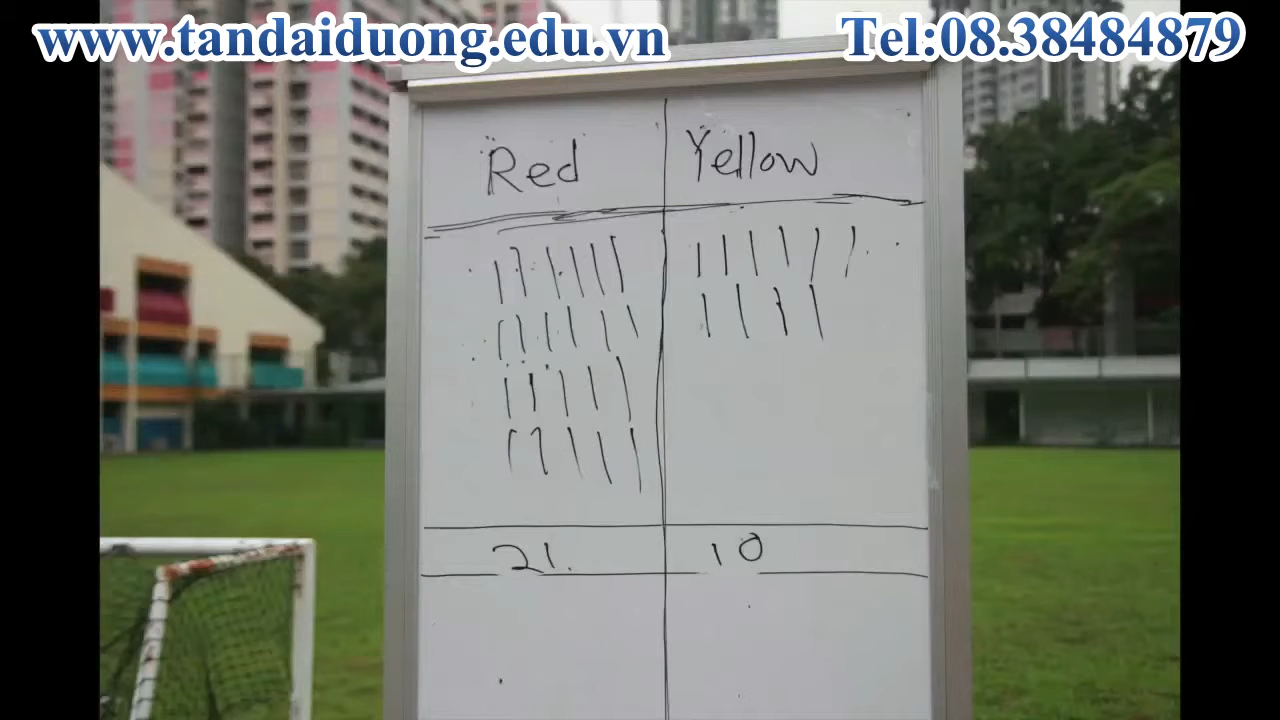 www.tandaiduong.edu.vn Tel:08.38484879
Red Yellow
| | | | | | | | | | | |
| | | | | | | | | |
| | | | |
| | | | |
21. 10